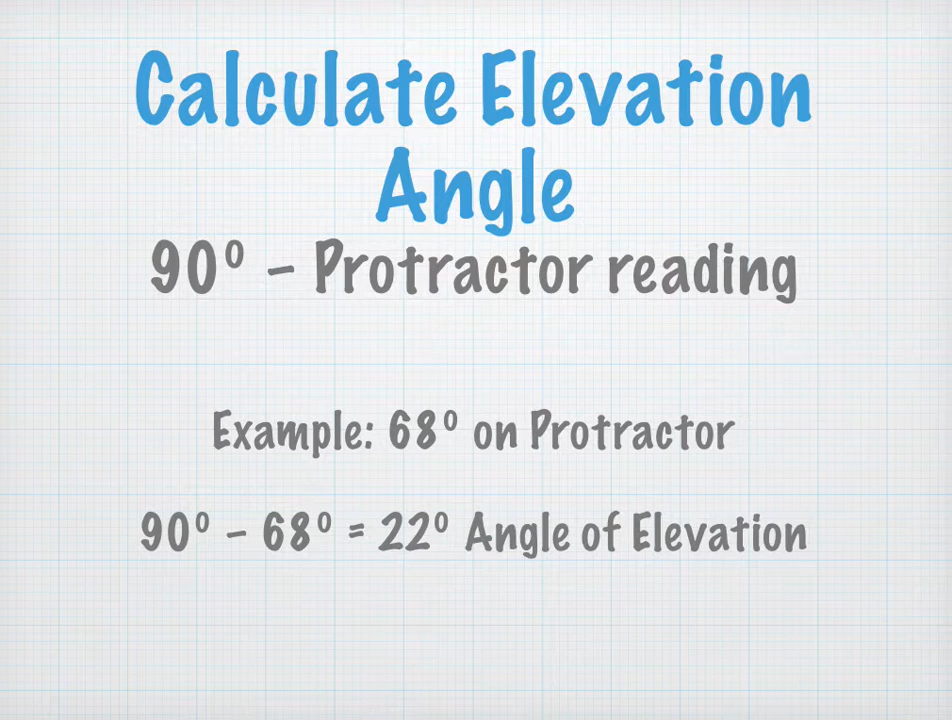 Calculate Elevation
Angle
90º – Protractor reading
Example: 68º on Protractor
90º – 68º = 22º Angle of Elevation